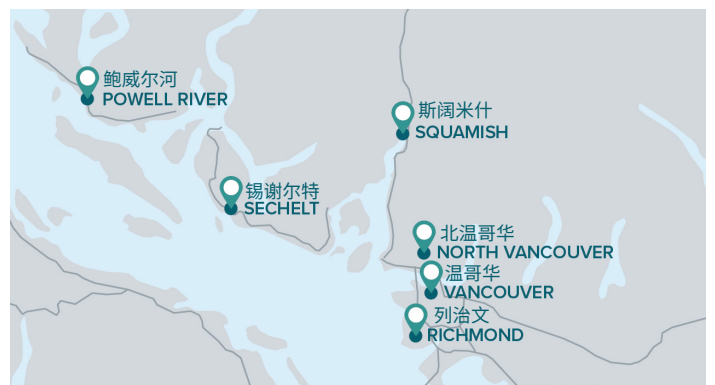 鲍威尔河
POWELL RIVER
斯阔米什
SQUAMISH
锡谢尔特
SECHELT
北温哥华
NORTH VANCOUVER
温哥华
VANCOUVER
列治文
RICHMOND